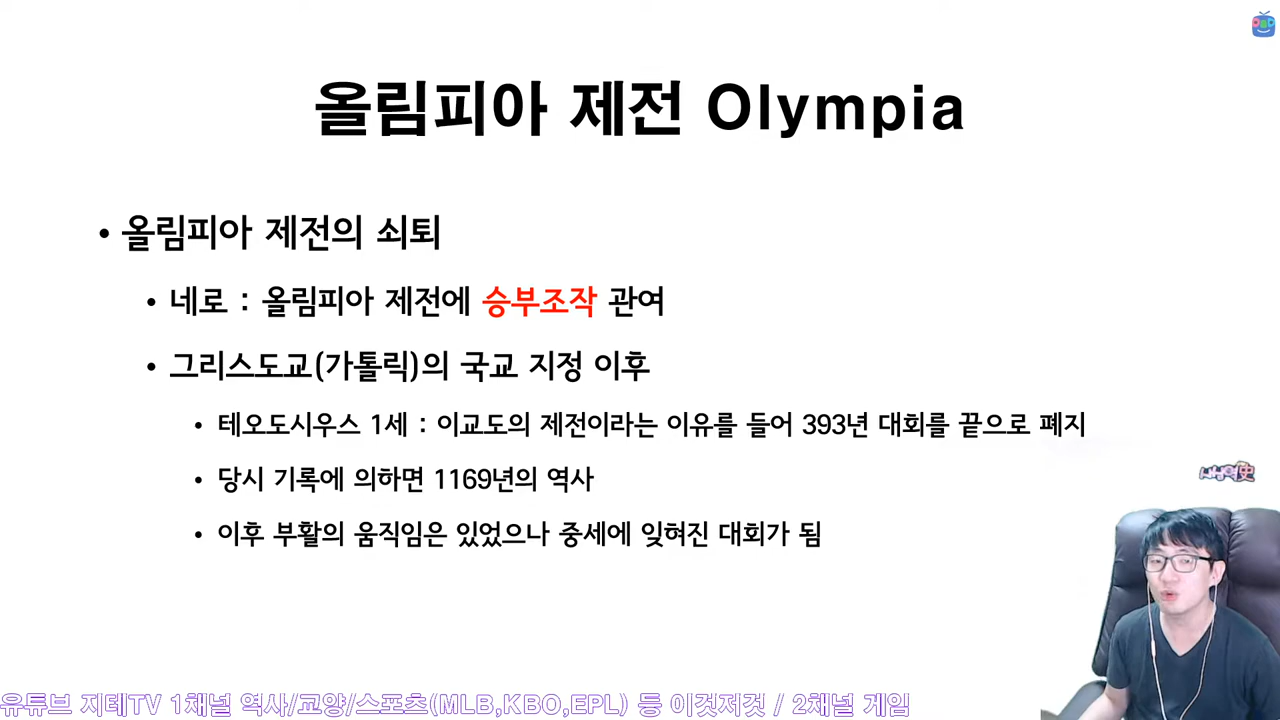 올림피아 제전 Olympia
• 올림피아 제전의 쇠퇴
• 네로 : 올림피아 제전에 승부조작 관여
• 그리스도교(가톨릭)의 국교 지정 이후
• 테오도시우스 1세 : 이교도의 제전이라는 이유를 들어 393년 대회를 끝으로 폐지
• 당시 기록에 의하면 1169년의 역사
• 이후 부활의 움직임은 있었으나 중세에 잊혀진 대회가 됨
유튜브 지테TV 1채널 역사/교양/스포츠(MLB,KBO,EPL) 등 이것저것 / 2채널 게임